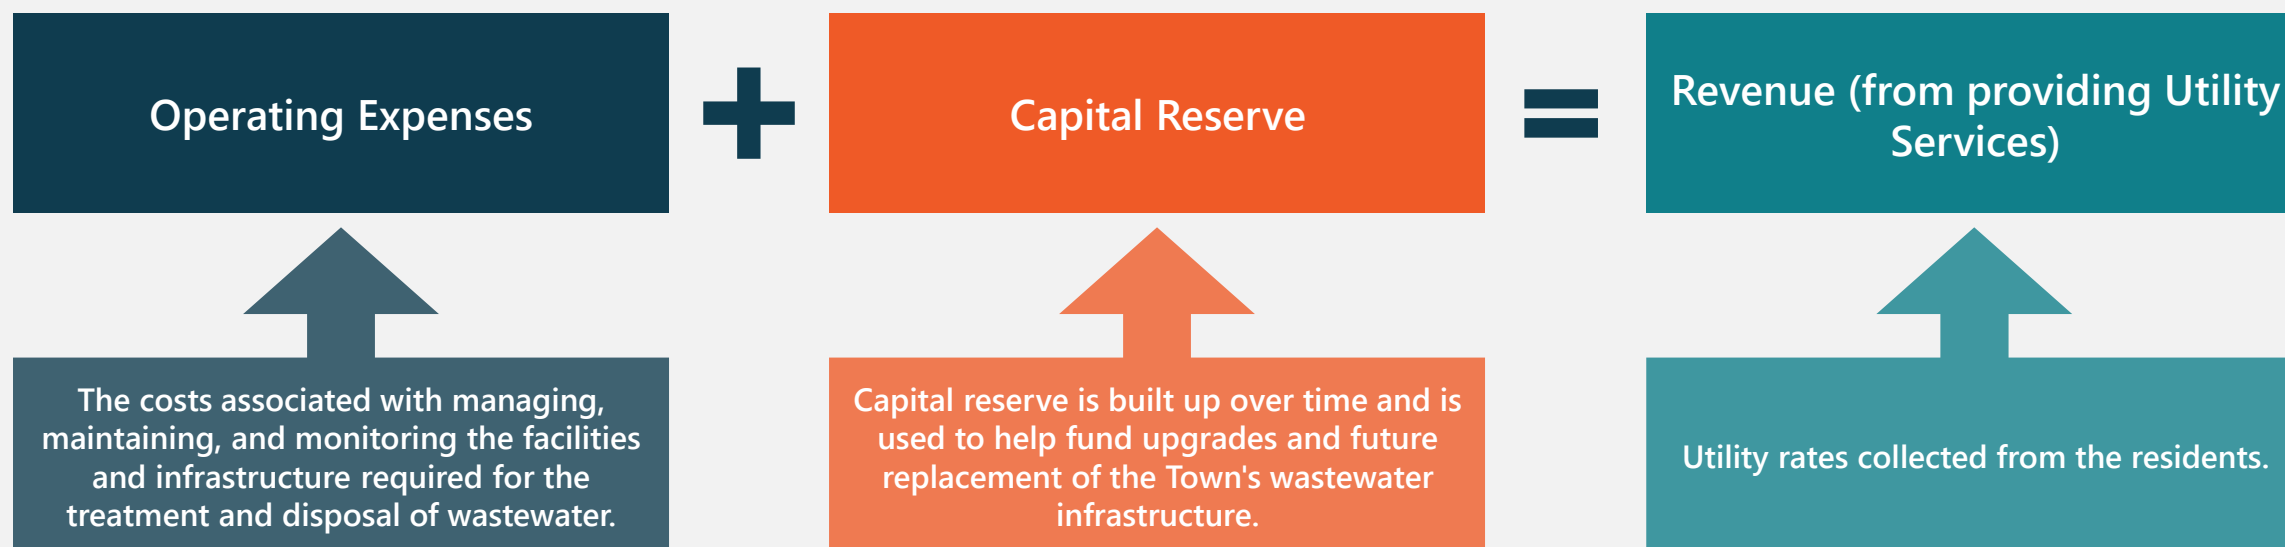 Operating Expenses
+
Capital Reserve
=
Revenue (from providing Utility
Services)
The costs associated with managing,
maintaining, and monitoring the facilities
and infrastructure required for the
treatment and disposal of wastewater.
Capital reserve is built up over time and is
used to help fund upgrades and future
replacement of the Town's wastewater
infrastructure.
Utility rates collected from the residents.